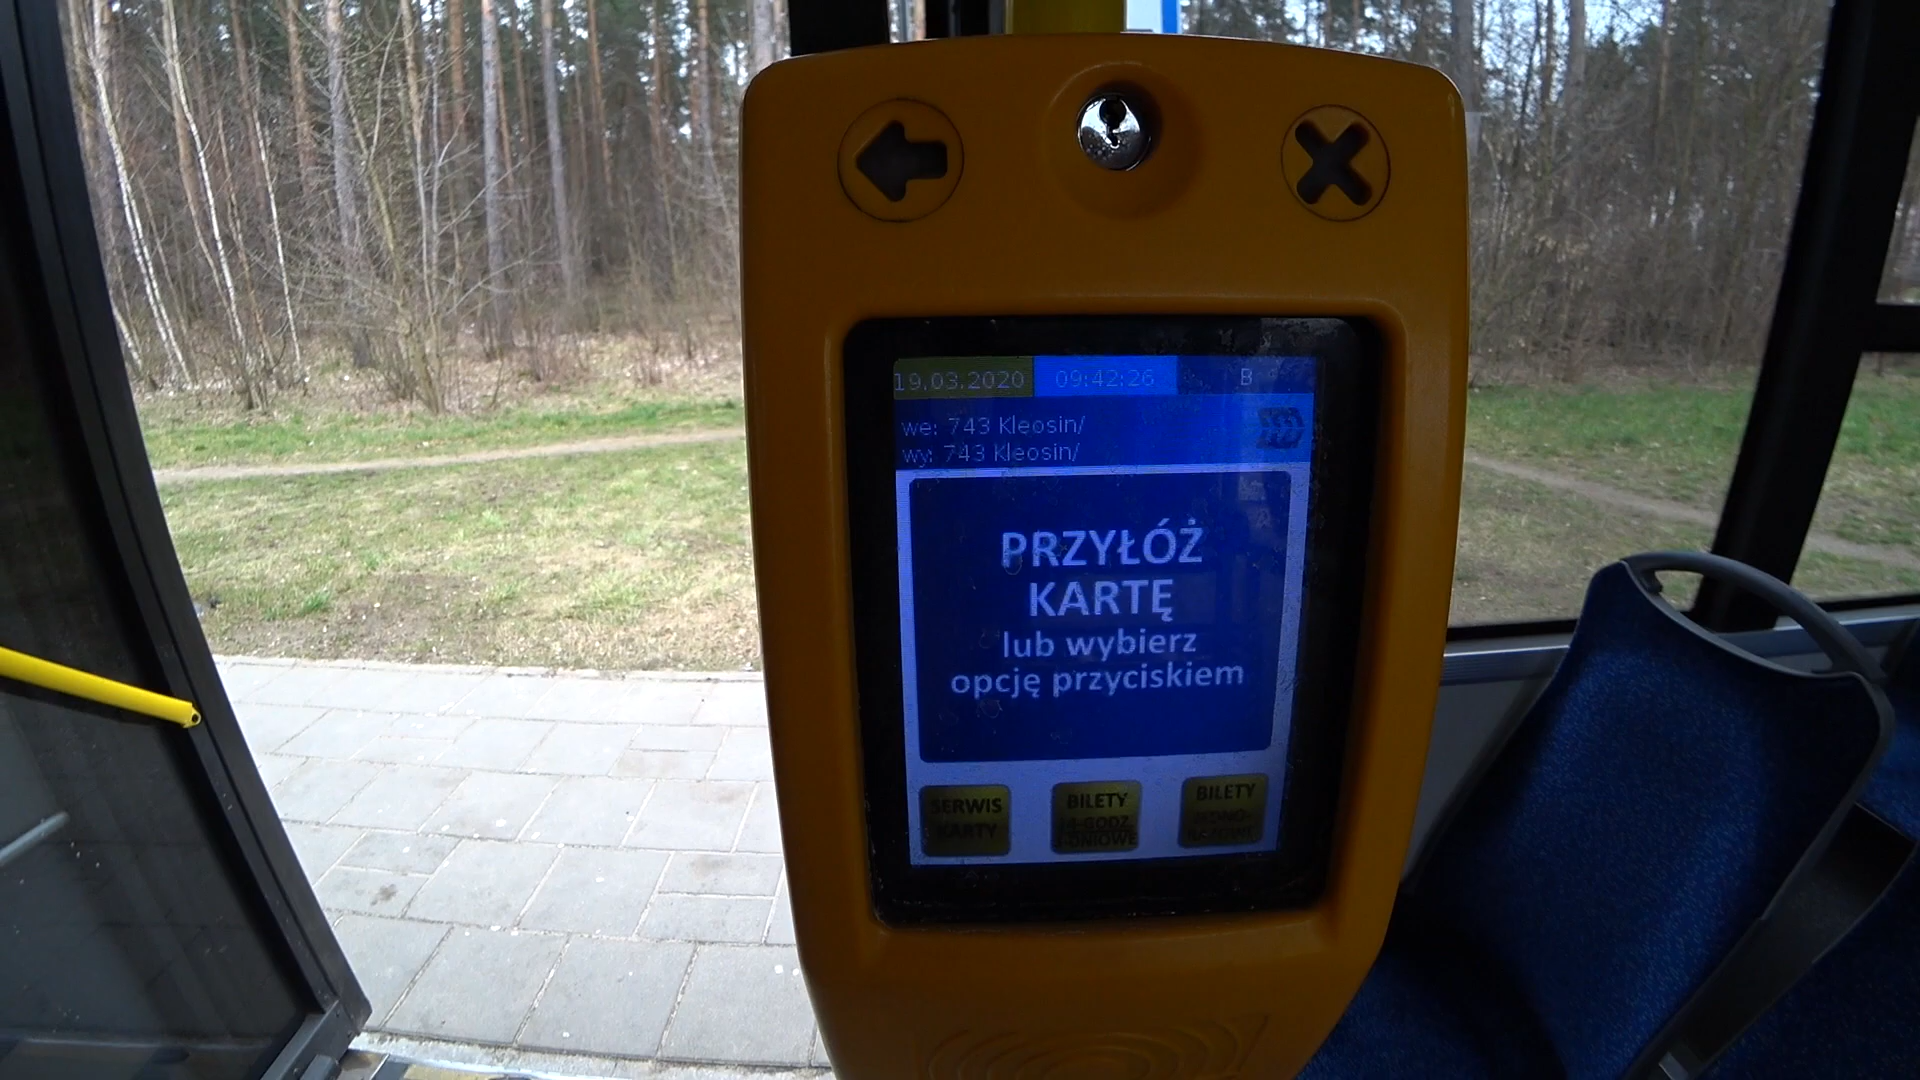 19.03.2020 09:42:26 B
we: 743 Kleosin/
wy: 743 Kleosin/
PRZYŁÓŻ
KARTĘ
lub wybierz
opcję przyciskiem
SERWIS
KARTY
BILETY
BILETY